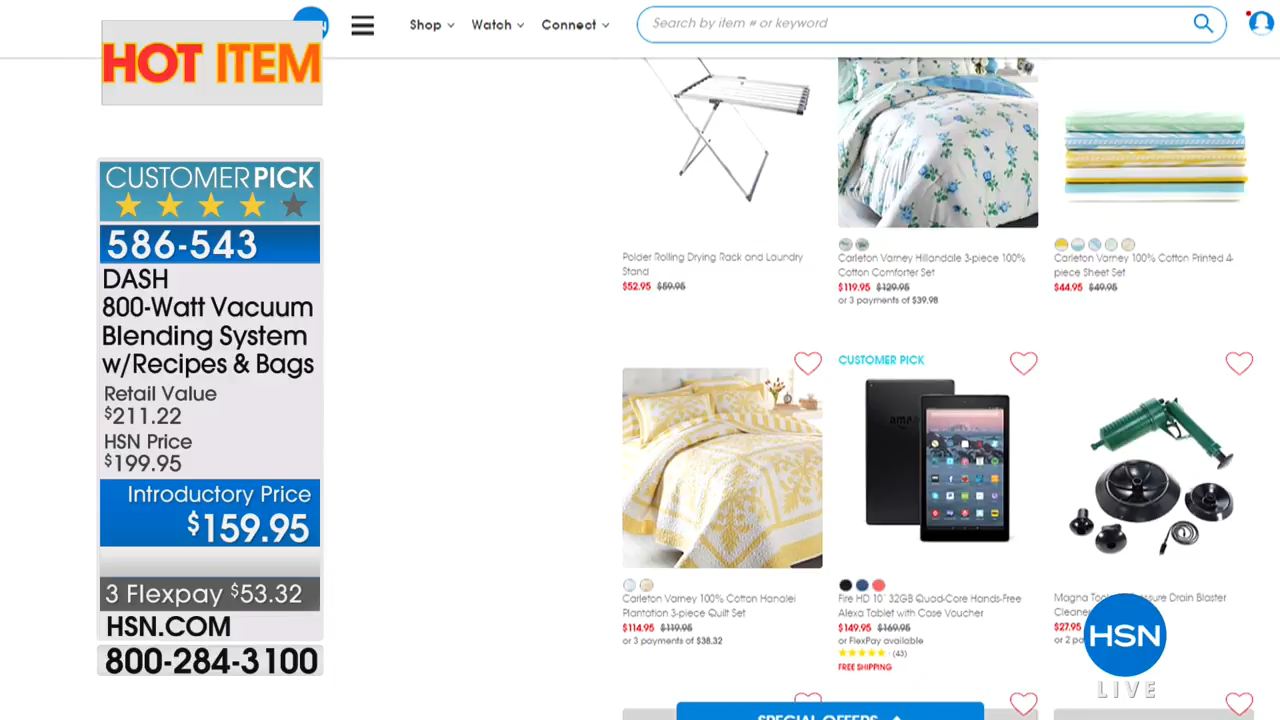 HOT ITEM
CUSTOMER PICK
586-543
DASH
800-Watt Vacuum
Blending System
w/Recipes & Bags
Retail Value
$211.22
HSN Price
$199.95
Introductory Price
$159.95
3 Flexpay $53.32
HSN.COM
800-284-3100
Shop
Watch
Connect
Search by item # or keyword
Polder Rolling Drying Rack and Laundry
Stand
$52.95 $59.95
Carleton Varney Hillandale 3-piece 100%
Cotton Comforter Set
$119.95 $129.95
or 3 payments of $39.98
Carleton Varney 100% Cotton Printed 4-
piece Sheet Set
$44.95 $49.95
Carleton Varney 100% Cotton Hanalei
Plantation 3-piece Quilt Set
$114.95 $119.95
or 3 payments of $38.32
CUSTOMER PICK
amazon
Fire HD 10" 32GB Quad-Core Hands-Free
Alexa Tablet with Case Voucher
$149.95 $169.95
or FlexPay available
(43)
FREE SHIPPING
Magna Drain Blaster
Cleane
$27.95
or 2 pa
HSN
LIVE
SPECIAL OFFERS